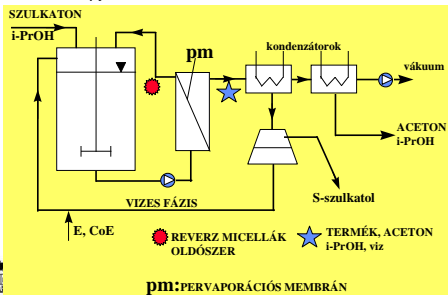 SZULKATON
i-PrOH
pm
kondenzátorok
vákuum
ACETON
i-PrOH
S-szulkatol
VIZES FÁZIS
E, CoE
REVERZ MICELLÁK
OLDÓSZER
TERMÉK, ACETON
i-PrOH, viz
pm:PERVAPORÁCIÓS MEMBRÁN